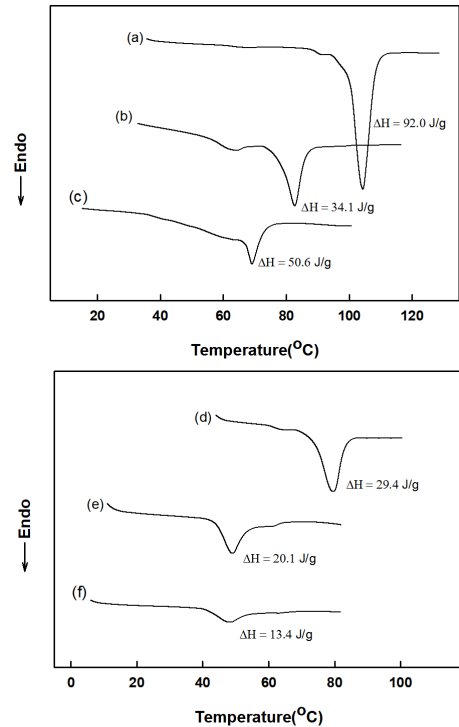 (a)
ΔH = 92.0 J/g
(b)
ΔH = 34.1 J/g
(c)
ΔH = 50.6 J/g
Endo
20 40 60 80 100 120
Temperature(°C)
(d)
ΔH = 29.4 J/g
(e)
ΔH = 20.1 J/g
(f)
ΔH = 13.4 J/g
Endo
0 20 40 60 80 100
Temperature(°C)